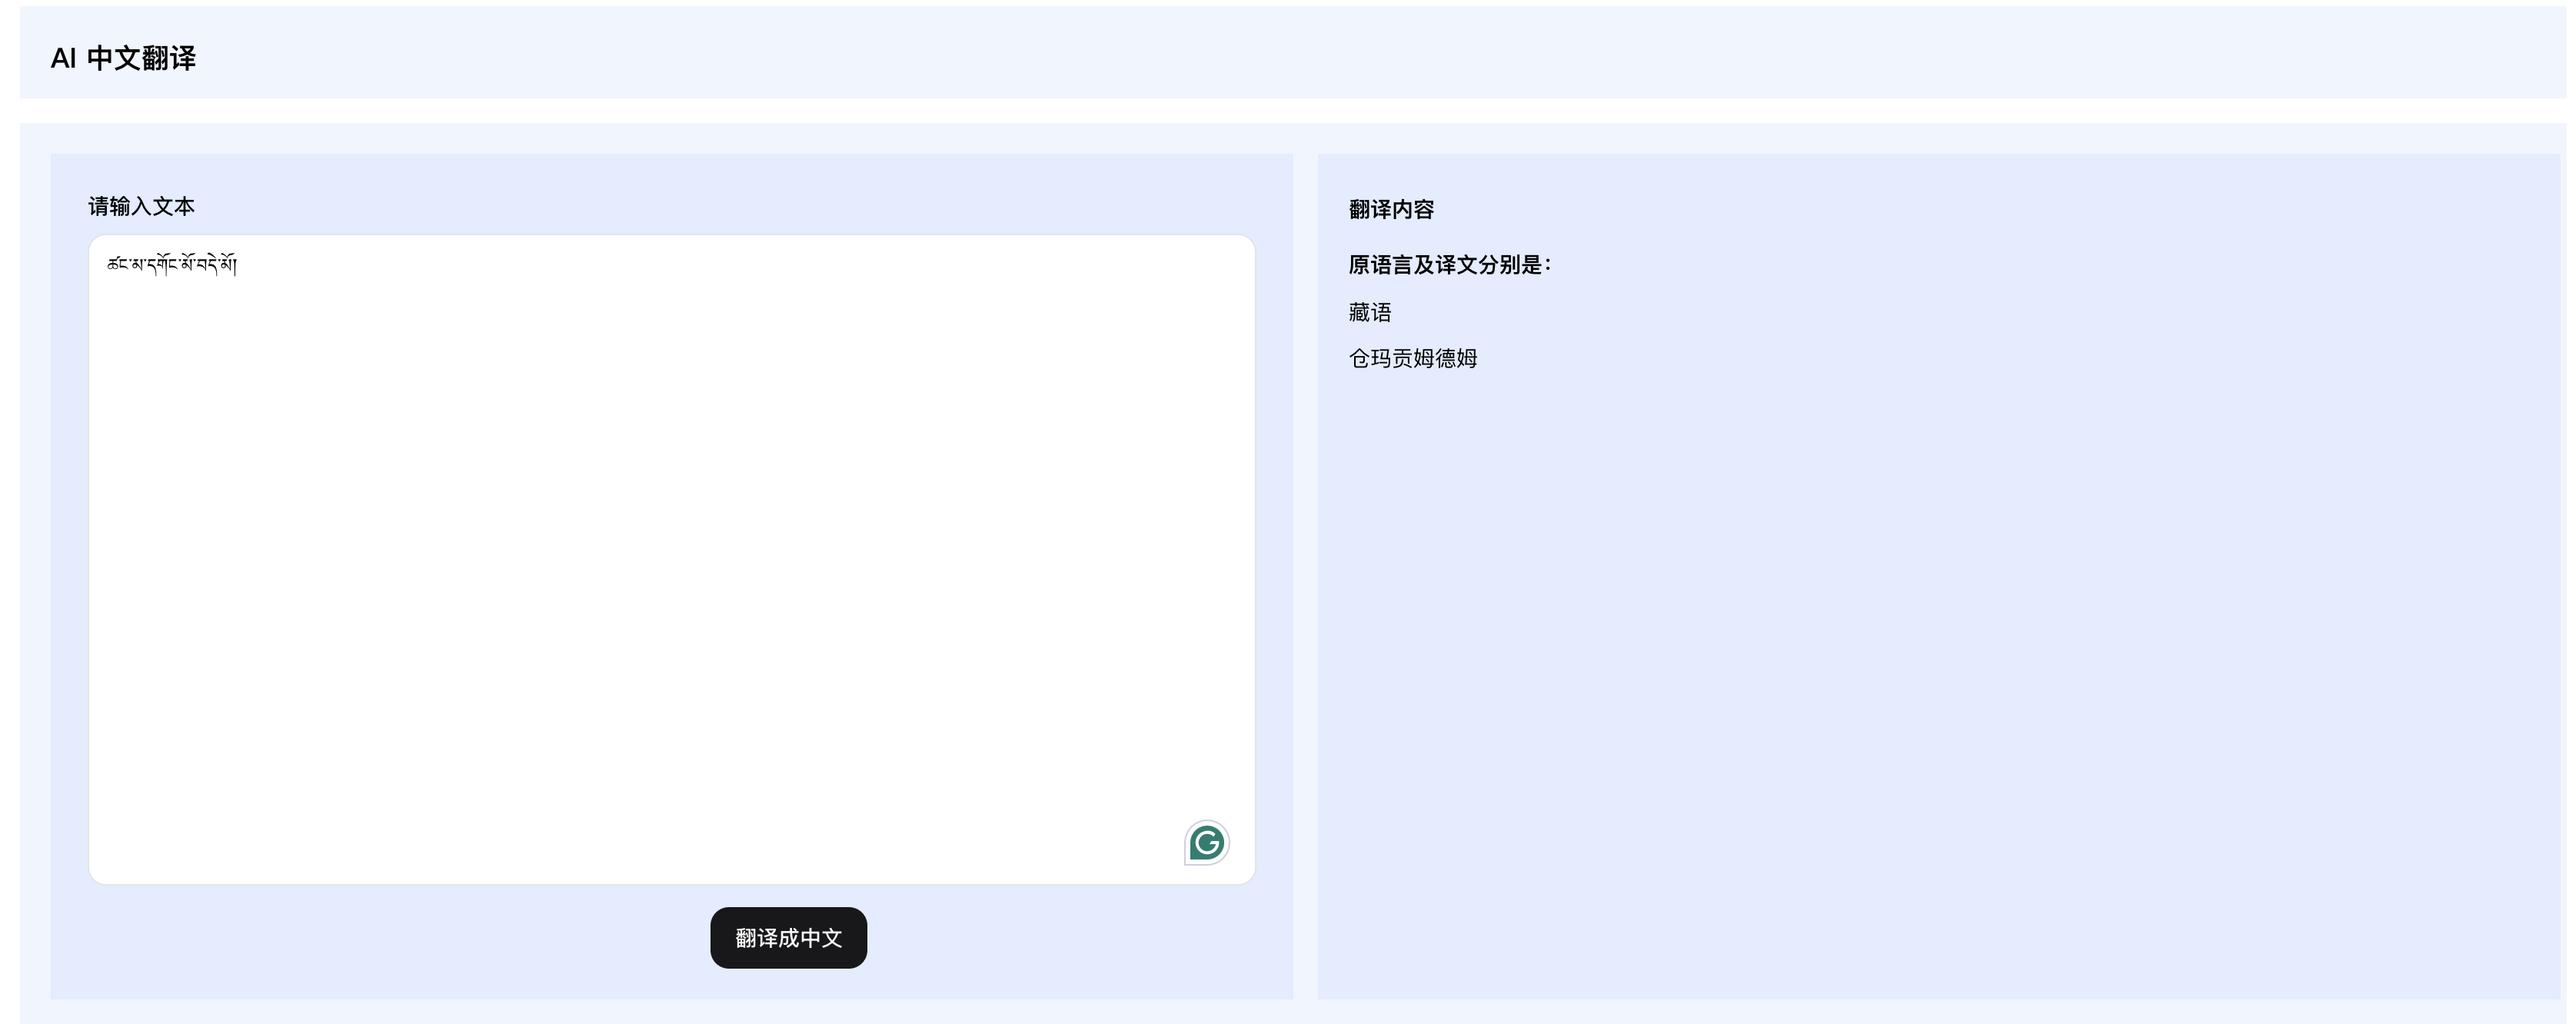 AI 中文翻译
请输入文本
ཚང་མ་དགོང་མོ་བདེ་མོ།
翻译成中文
翻译内容
原语言及译文分别是：
藏语
仓玛贡姆德姆